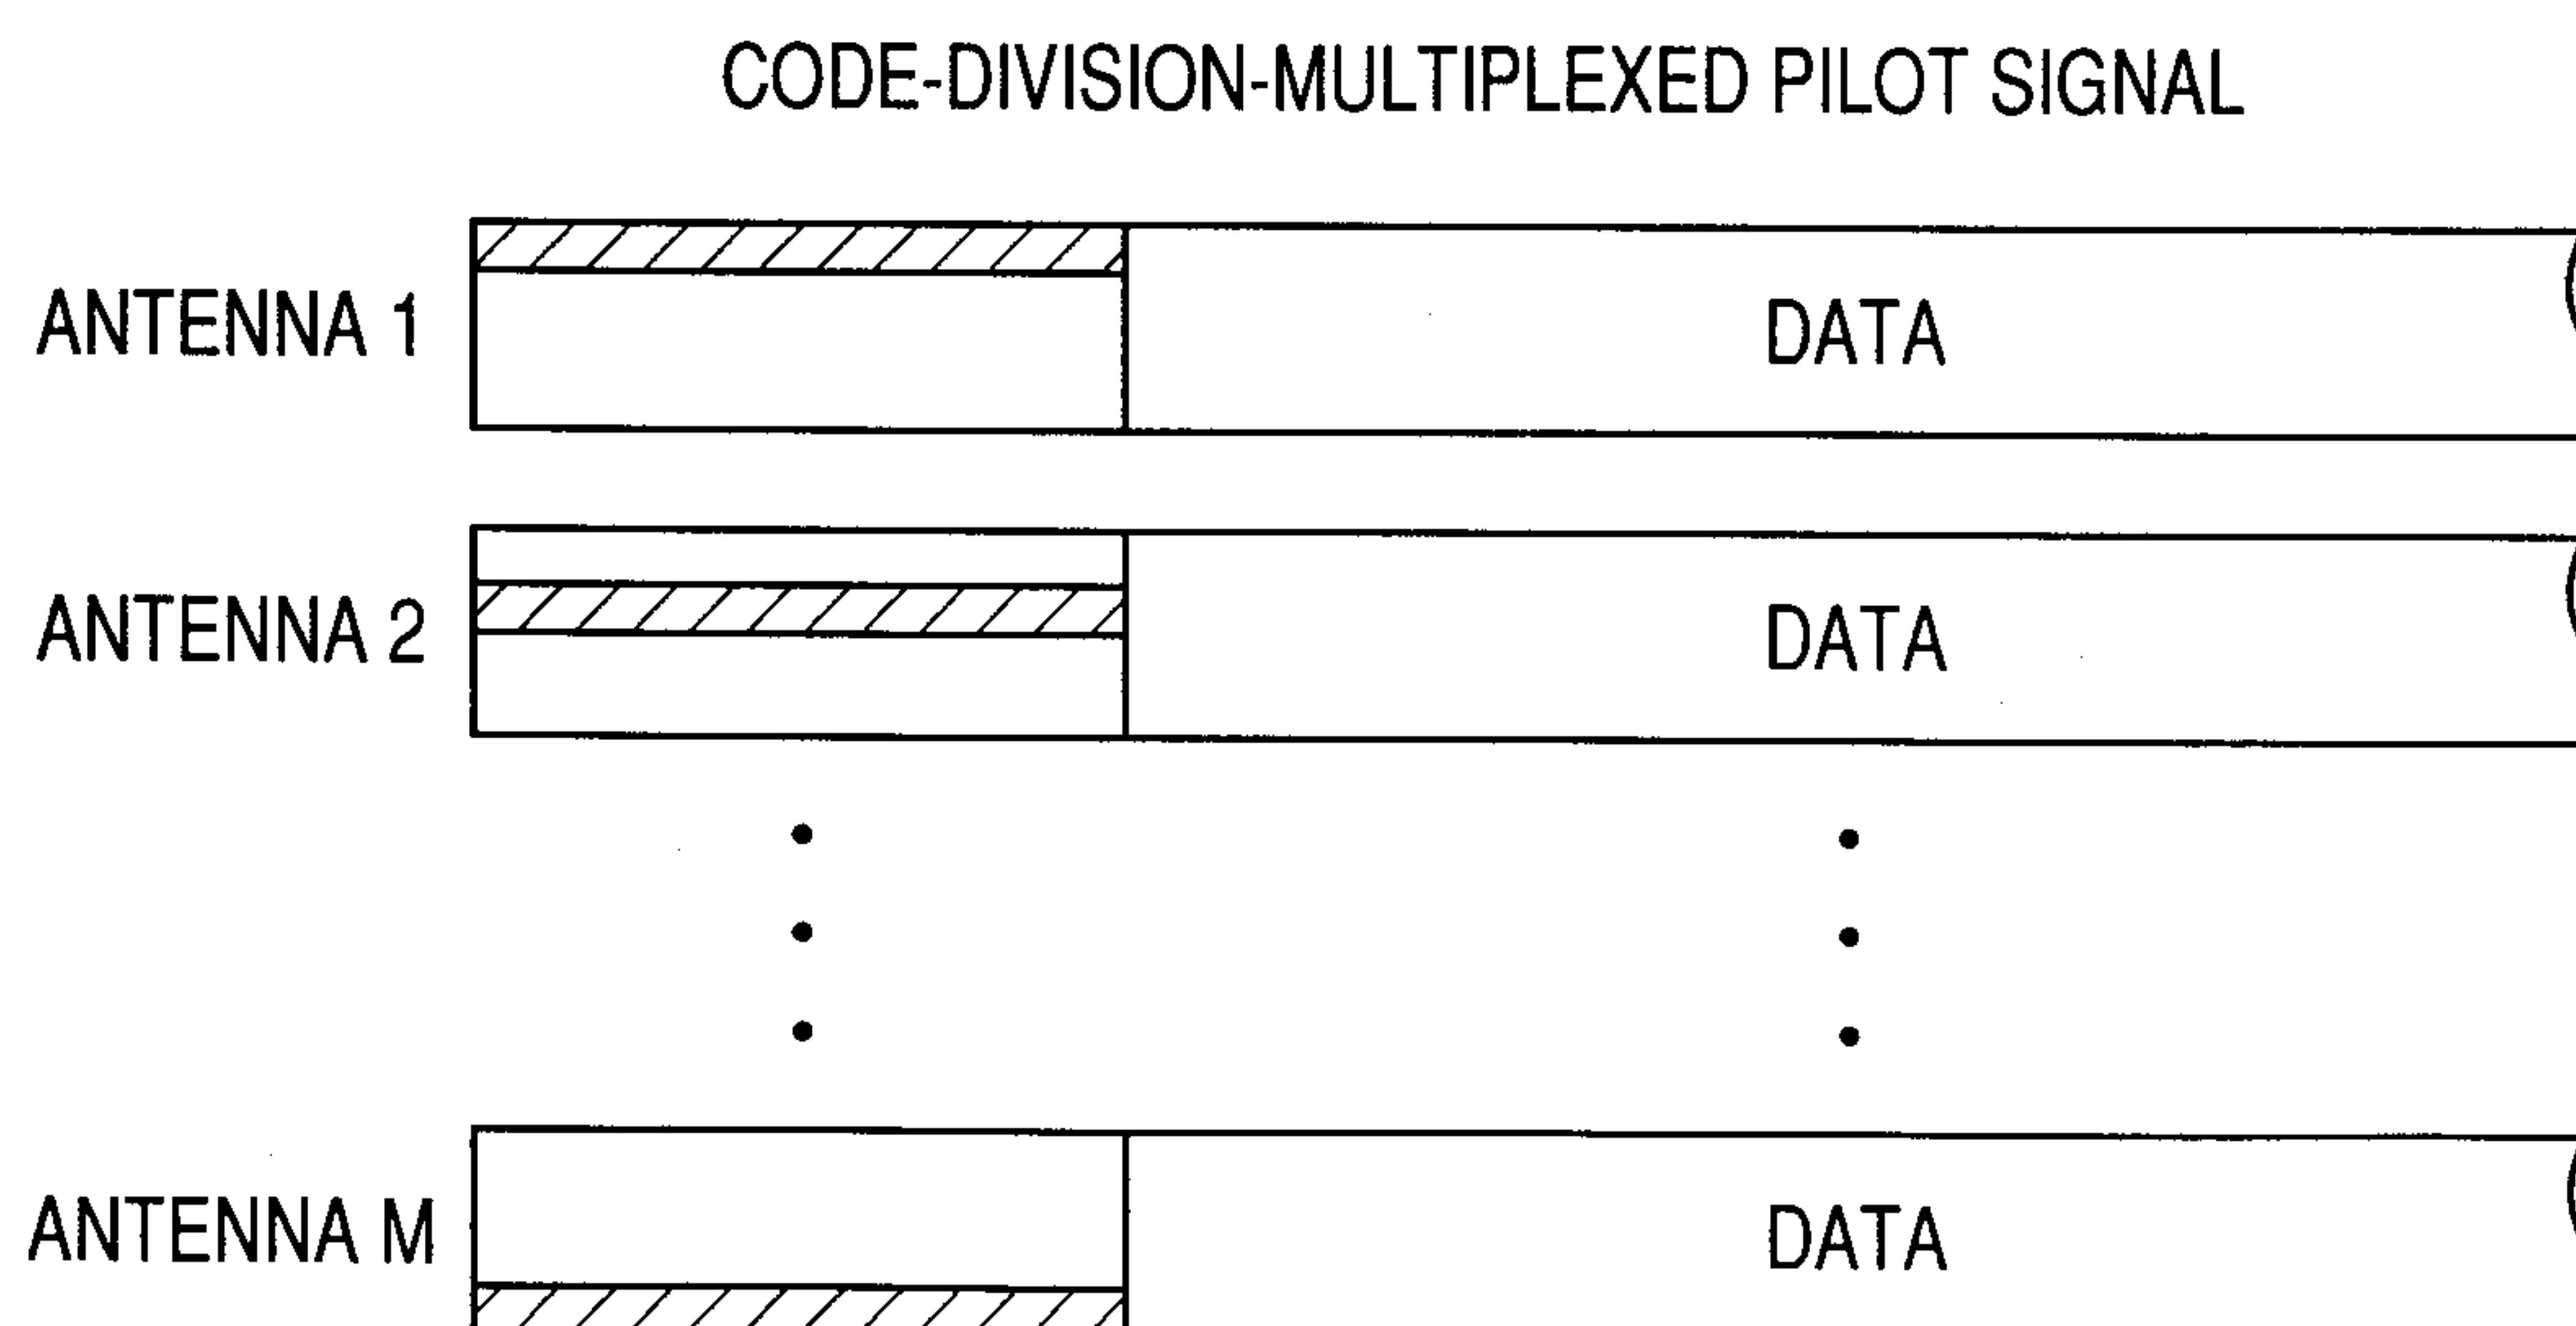 CODE-DIVISION-MULTIPLEXED PILOT SIGNAL
ANTENNA 1
DATA
ANTENNA 2
DATA
ANTENNA M
DATA